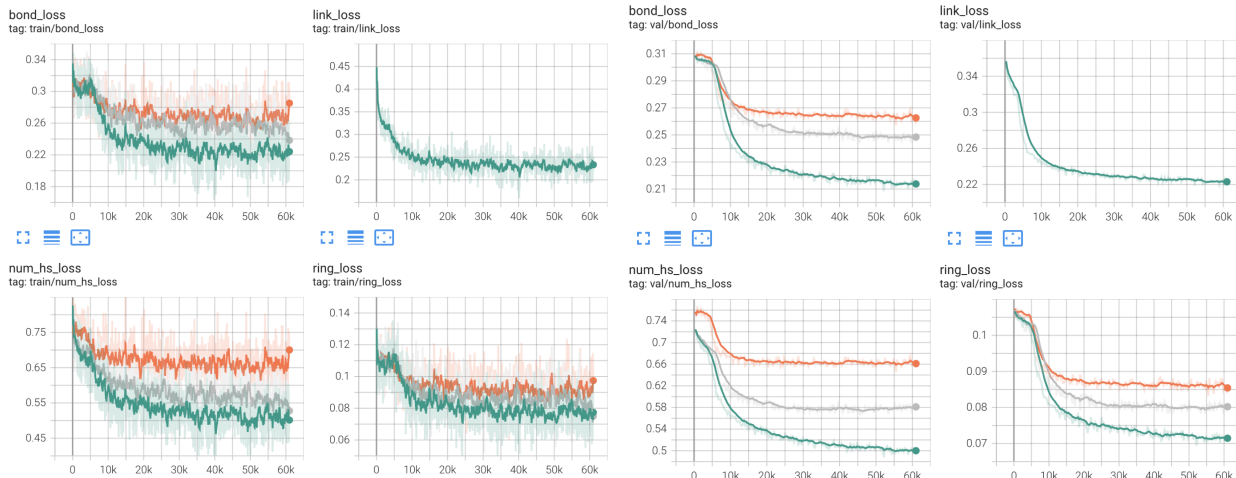 bond_loss
tag: train/bond_loss
0.34
0.3
0.26
0.22
0.18
0 10k 20k 30k 40k 50k 60k
link_loss
tag: train/link_loss
0.45
0.4
0.35
0.3
0.25
0.2
0 10k 20k 30k 40k 50k 60k
bond_loss
tag: val/bond_loss
0.31
0.29
0.27
0.25
0.23
0.21
0 10k 20k 30k 40k 50k 60k
link_loss
tag: val/link_loss
0.34
0.3
0.26
0.22
0 10k 20k 30k 40k 50k 60k
num_hs_loss
tag: train/num_hs_loss
0.75
0.65
0.55
0.45
0 10k 20k 30k 40k 50k 60k
ring_loss
tag: train/ring_loss
0.14
0.12
0.1
0.08
0.06
0 10k 20k 30k 40k 50k 60k
num_hs_loss
tag: val/num_hs_loss
0.74
0.7
0.66
0.62
0.58
0.54
0.5
0 10k 20k 30k 40k 50k 60k
ring_loss
tag: val/ring_loss
0.1
0.09
0.08
0.07
0 10k 20k 30k 40k 50k 60k